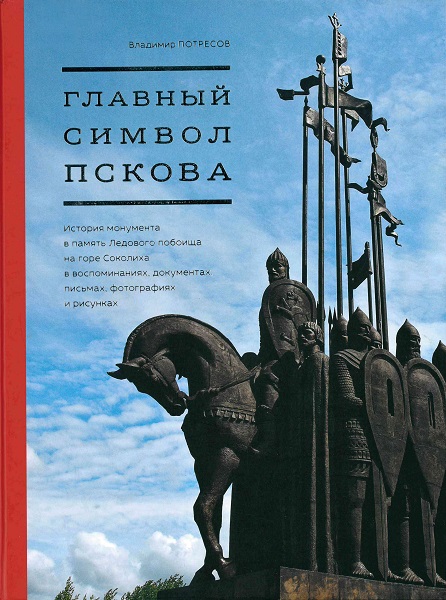 Владимир ПОТРЕСОВ
ГЛАВНЫЙ
СИМВОЛ
ПСКОВА
История монумента
в память Ледового побоища
на горе Соколиха
в воспоминаниях, документах,
письмах, фотографиях
и рисунках